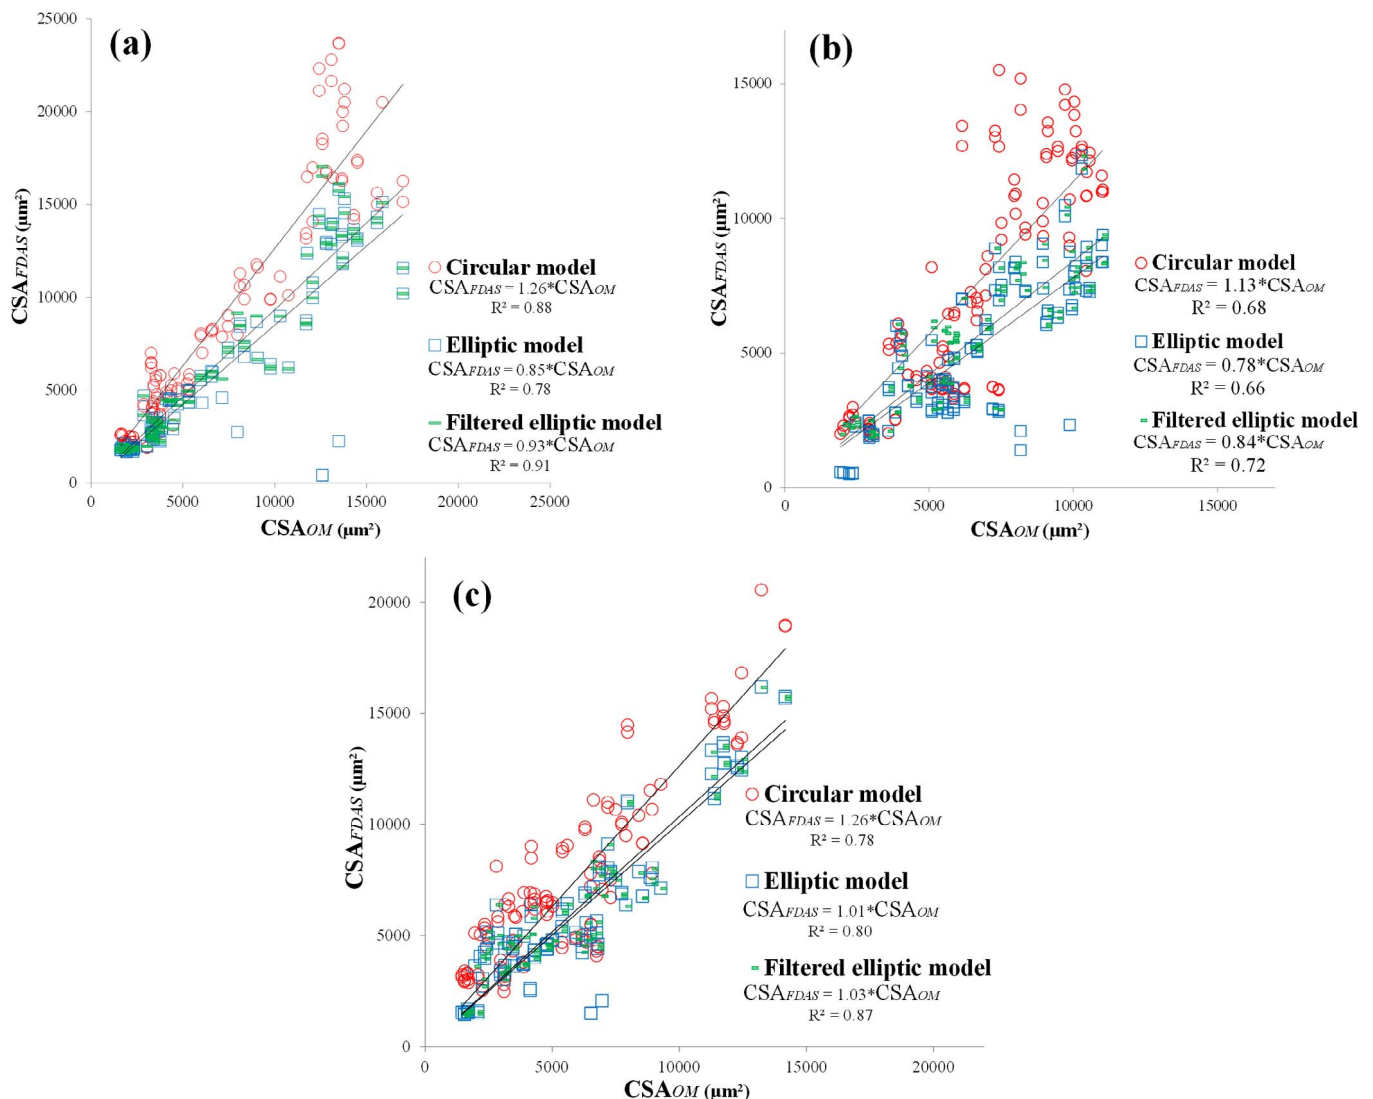 (a)
25000
20000
15000
10000
5000
0
CSAFDAS (µm²)
0 5000 10000 15000 20000 25000
CSAOM (µm²)
Circular model
CSAFDAS = 1.26*CSAOM
R² = 0.88
Elliptic model
CSAFDAS = 0.85*CSAOM
R² = 0.78
Filtered elliptic model
CSAFDAS = 0.93*CSAOM
R² = 0.91
(b)
15000
10000
5000
0
CSAFDAS (µm²)
0 5000 10000 15000
CSAOM (µm²)
Circular model
CSAFDAS = 1.13*CSAOM
R² = 0.68
Elliptic model
CSAFDAS = 0.78*CSAOM
R² = 0.66
Filtered elliptic model
CSAFDAS = 0.84*CSAOM
R² = 0.72
(c)
20000
15000
10000
5000
0
CSAFDAS (µm²)
0 5000 10000 15000 20000
CSAOM (µm²)
Circular model
CSAFDAS = 1.26*CSAOM
R² = 0.78
Elliptic model
CSAFDAS = 1.01*CSAOM
R² = 0.80
Filtered elliptic model
CSAFDAS = 1.03*CSAOM
R² = 0.87